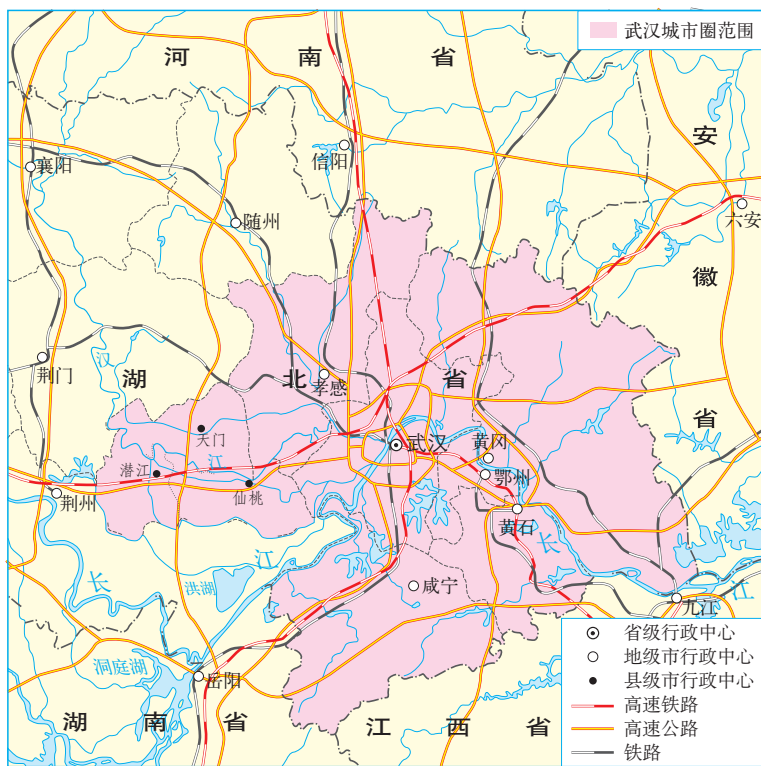 武汉城市圈范围
河南省
安徽省
信阳
襄阳
随州
六安
荆门
汉江
湖北省
孝感
天门
武汉
黄冈
潜江
仙桃
鄂州
荆州
黄石
长江
长江
洪湖
咸宁
九江
洞庭湖
岳阳
湖南省
江西省
省级行政中心
地级市行政中心
县级市行政中心
高速铁路
高速公路
铁路